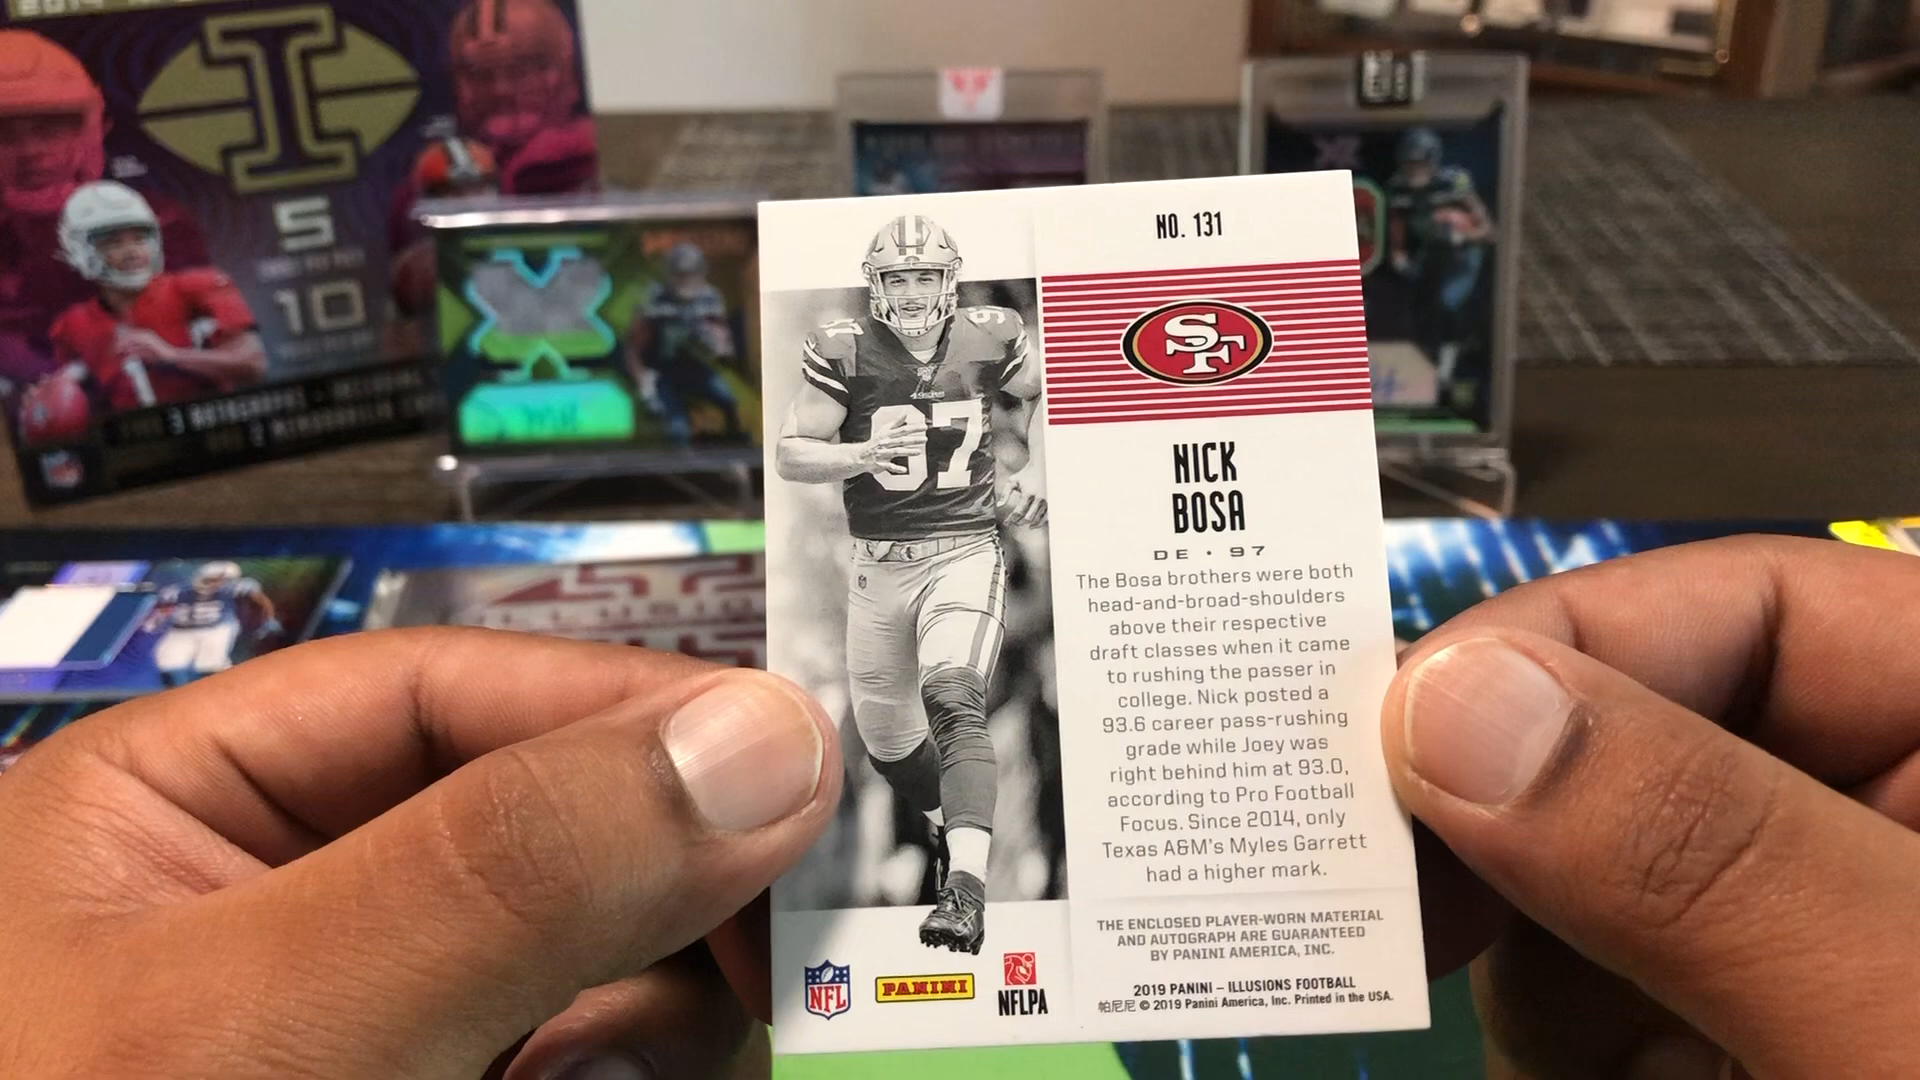 I
5
10
1
NO. 131
SF
NICK
BOSA
DE • 97
The Bosa brothers were both
head-and-broad-shoulders
above their respective
draft classes when it came
to rushing the passer in
college. Nick posted a
93.6 career pass-rushing
grade while Joey was
right behind him at 93.0,
according to Pro Football
Focus. Since 2014, only
Texas A&M's Myles Garrett
had a higher mark.
THE ENCLOSED PLAYER-WORN MATERIAL
AND AUTOGRAPH ARE GUARANTEED
BY PANINI AMERICA, INC.
2019 PANINI – ILLUSIONS FOOTBALL
帕尼尼 © 2019 Panini America, Inc. Printed in the USA.
97
97
NFL
PANINI
NFLPA